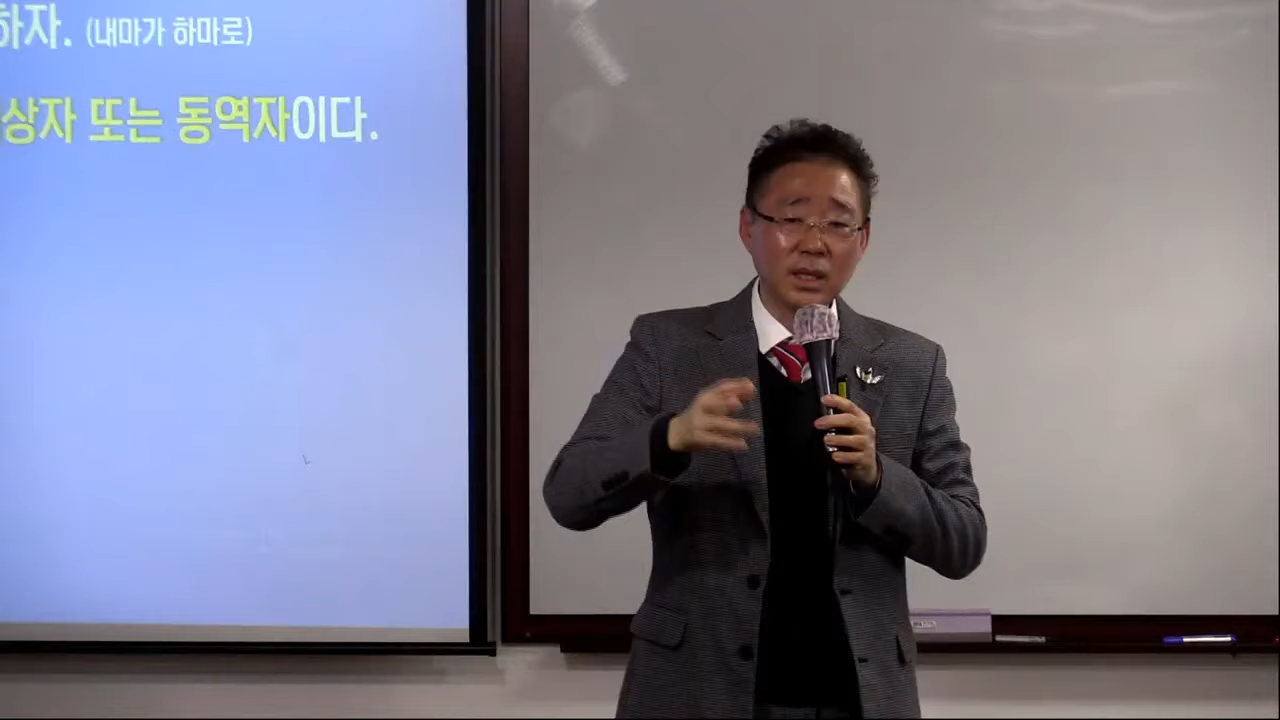 하자. (내마가 하마로)
상자 또는 동역자이다.